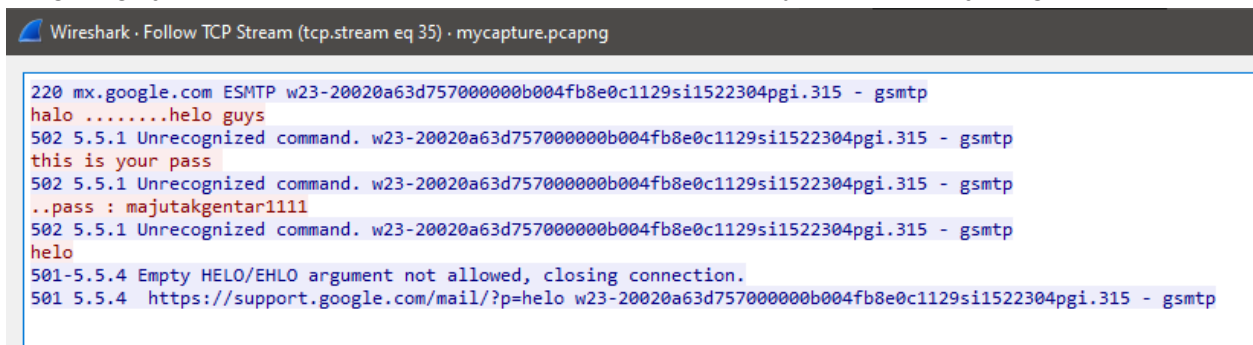 Wireshark · Follow TCP Stream (tcp.stream eq 35) · mycapture.pcapng
220 mx.google.com ESMTP w23-20020a63d757000000b004fb8e0c1129si1522304pgi.315 - gsmtp
halo ........helo guys
502 5.5.1 Unrecognized command. w23-20020a63d757000000b004fb8e0c1129si1522304pgi.315 - gsmtp
this is your pass
502 5.5.1 Unrecognized command. w23-20020a63d757000000b004fb8e0c1129si1522304pgi.315 - gsmtp
..pass : majutakgentar1111
502 5.5.1 Unrecognized command. w23-20020a63d757000000b004fb8e0c1129si1522304pgi.315 - gsmtp
helo
501-5.5.4 Empty HELO/EHLO argument not allowed, closing connection.
501 5.5.4  https://support.google.com/mail/?p=helo w23-20020a63d757000000b004fb8e0c1129si1522304pgi.315 - gsmtp